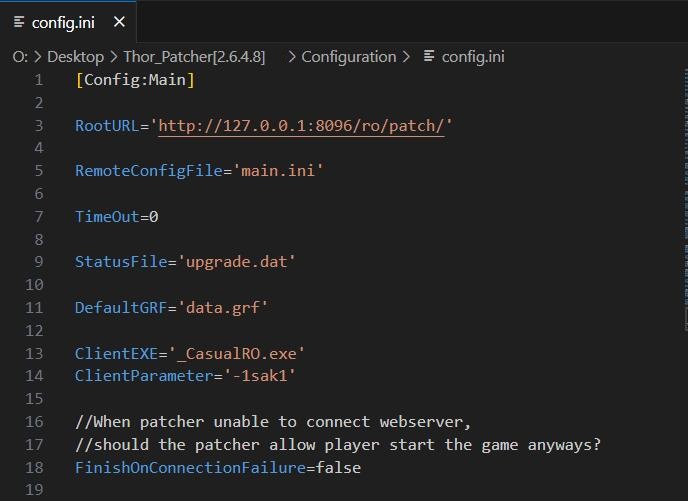 config.ini
O: > Desktop > Thor_Patcher[2.6.4.8] > Configuration > config.ini
1 [Config:Main]
2
3 RootURL='http://127.0.0.1:8096/ro/patch/'
4
5 RemoteConfigFile='main.ini'
6
7 TimeOut=0
8
9 StatusFile='upgrade.dat'
10
11 DefaultGRF='data.grf'
12
13 ClientEXE='_CasualRO.exe'
14 ClientParameter='-1sak1'
15
16 //When patcher unable to connect webserver,
17 //should the patcher allow player start the game anyways?
18 FinishOnConnectionFailure=false
19